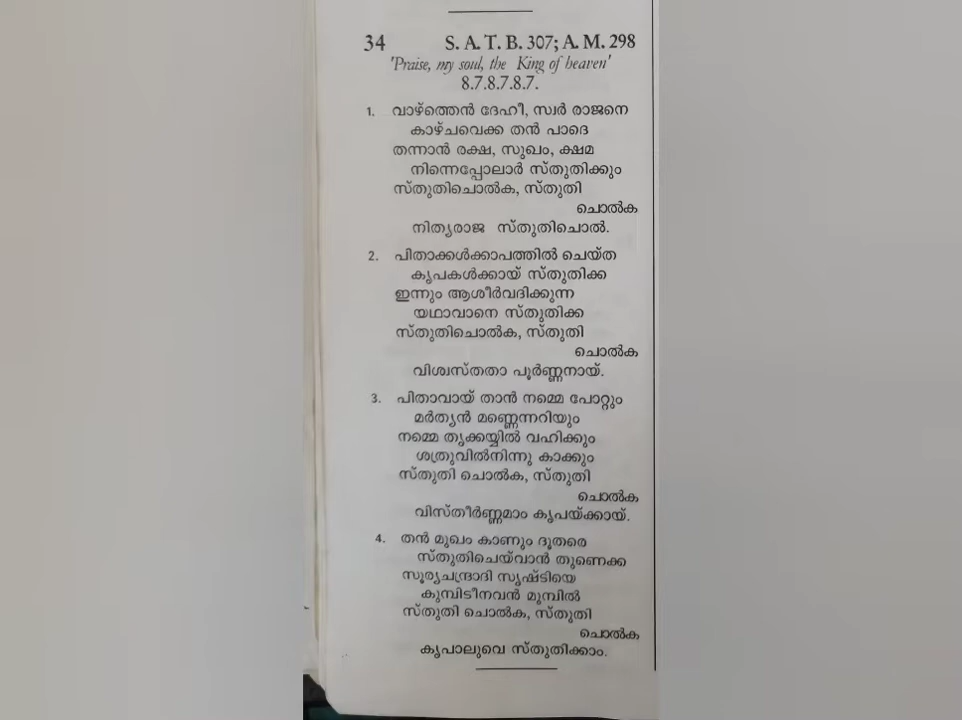 34 S. A. T. B. 307; A. M. 298
'Praise, my soul, the King of heaven'
8.7.8.7.8.7.
1. വാഴ്ത്തെൻ ദേഹീ, സ്വർ രാജനെ
കാഴ്ചവെക്ക തൻ പാദെ
തന്നാൻ രക്ഷ, സുഖം, ക്ഷമ
നിന്നെപ്പോലാർ സ്തുതിക്കും
സ്തുതിചൊൽക, സ്തുതി
ചൊൽക
നിത്യരാജ സ്തുതിചൊൽ.
2. പിതാക്കൾക്കാപത്തിൽ ചെയ്ത
കൃപകൾക്കായ് സ്തുതിക്ക
ഇന്നും ആശീർവദിക്കുന്ന
യഥാവാനെ സ്തുതിക്ക
സ്തുതിചൊൽക, സ്തുതി
ചൊൽക
വിശ്വസ്തതാ പൂർണ്ണനായ്.
3. പിതാവായ് താൻ നമ്മെ പോറ്റും
മർത്യൻ മണ്ണെന്നറിയും
നമ്മെ തൃക്കയ്യിൽ വഹിക്കും
ശത്രുവിൽനിന്നു കാക്കും
സ്തുതി ചൊൽക, സ്തുതി
ചൊൽക
വിസ്തീർണ്ണമാം കൃപയ്ക്കായ്.
4. തൻ മുഖം കാണും ദൂതരെ
സ്തുതിചെയ്‌വാൻ തുണെക്ക
സൂര്യചന്ദ്രാദി സൃഷ്ടിയെ
കുമ്പിടീനവൻ മുമ്പിൽ
സ്തുതി ചൊൽക, സ്തുതി
ചൊൽക
കൃപാലുവെ സ്തുതിക്കാം.